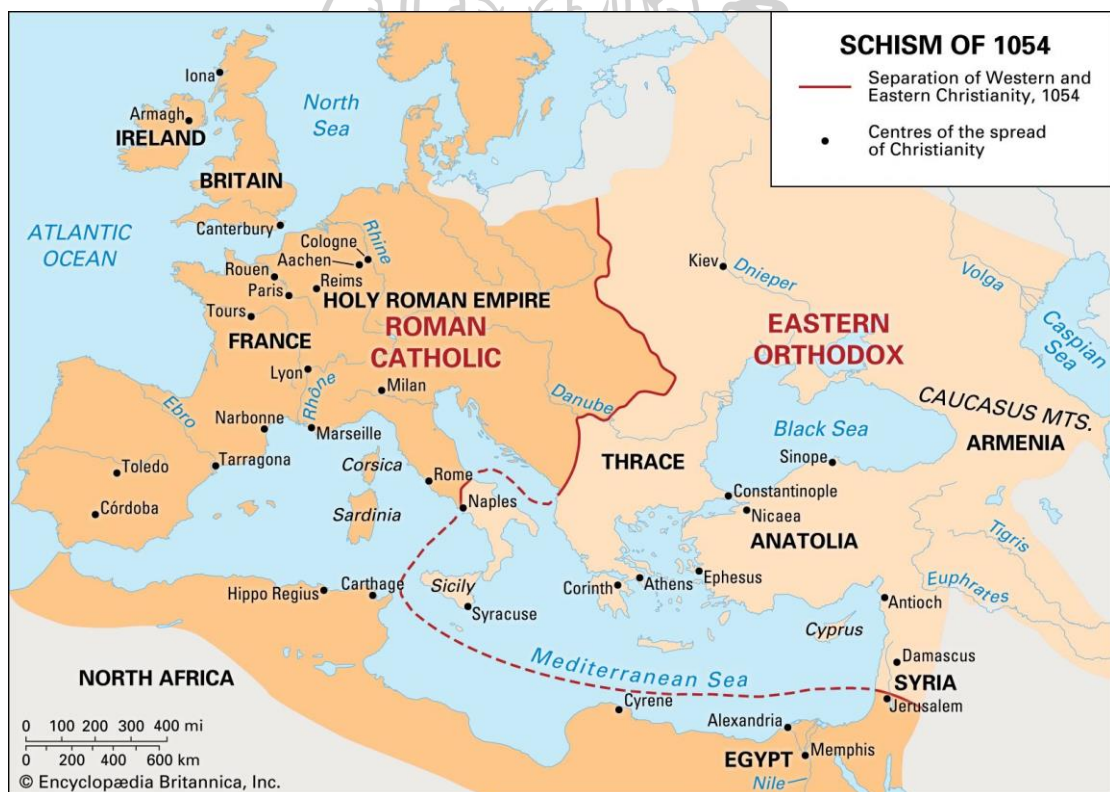 SCHISM OF 1054
Separation of Western and
Eastern Christianity, 1054
Centres of the spread
of Christianity
Iona
North
Sea
Armagh
IRELAND
BRITAIN
ATLANTIC
OCEAN
Canterbury
Cologne
Rhine
Aachen
Rouen
Reims
Paris
HOLY ROMAN EMPIRE
Tours
ROMAN
CATHOLIC
FRANCE
Kiev
Dnieper
Volga
Caspian
Sea
EASTERN
ORTHODOX
Lyon
Rhône
Milan
Danube
CAUCASUS MTS.
ARMENIA
Ebro
Narbonne
Marseille
Black Sea
Toledo
Tarragona
Corsica
Rome
THRACE
Sinope
Córdoba
Sardinia
Naples
Constantinople
Nicaea
ANATOLIA
Tigris
Euphrates
Hippo Regius
Carthage
Sicily
Syracuse
Corinth
Athens
Ephesus
Antioch
Cyprus
Damascus
SYRIA
Jerusalem
NORTH AFRICA
Mediterranean Sea
Cyrene
Alexandria
EGYPT
Memphis
Nile
0 100 200 300 400 mi
0 200 400 600 km
© Encyclopædia Britannica, Inc.